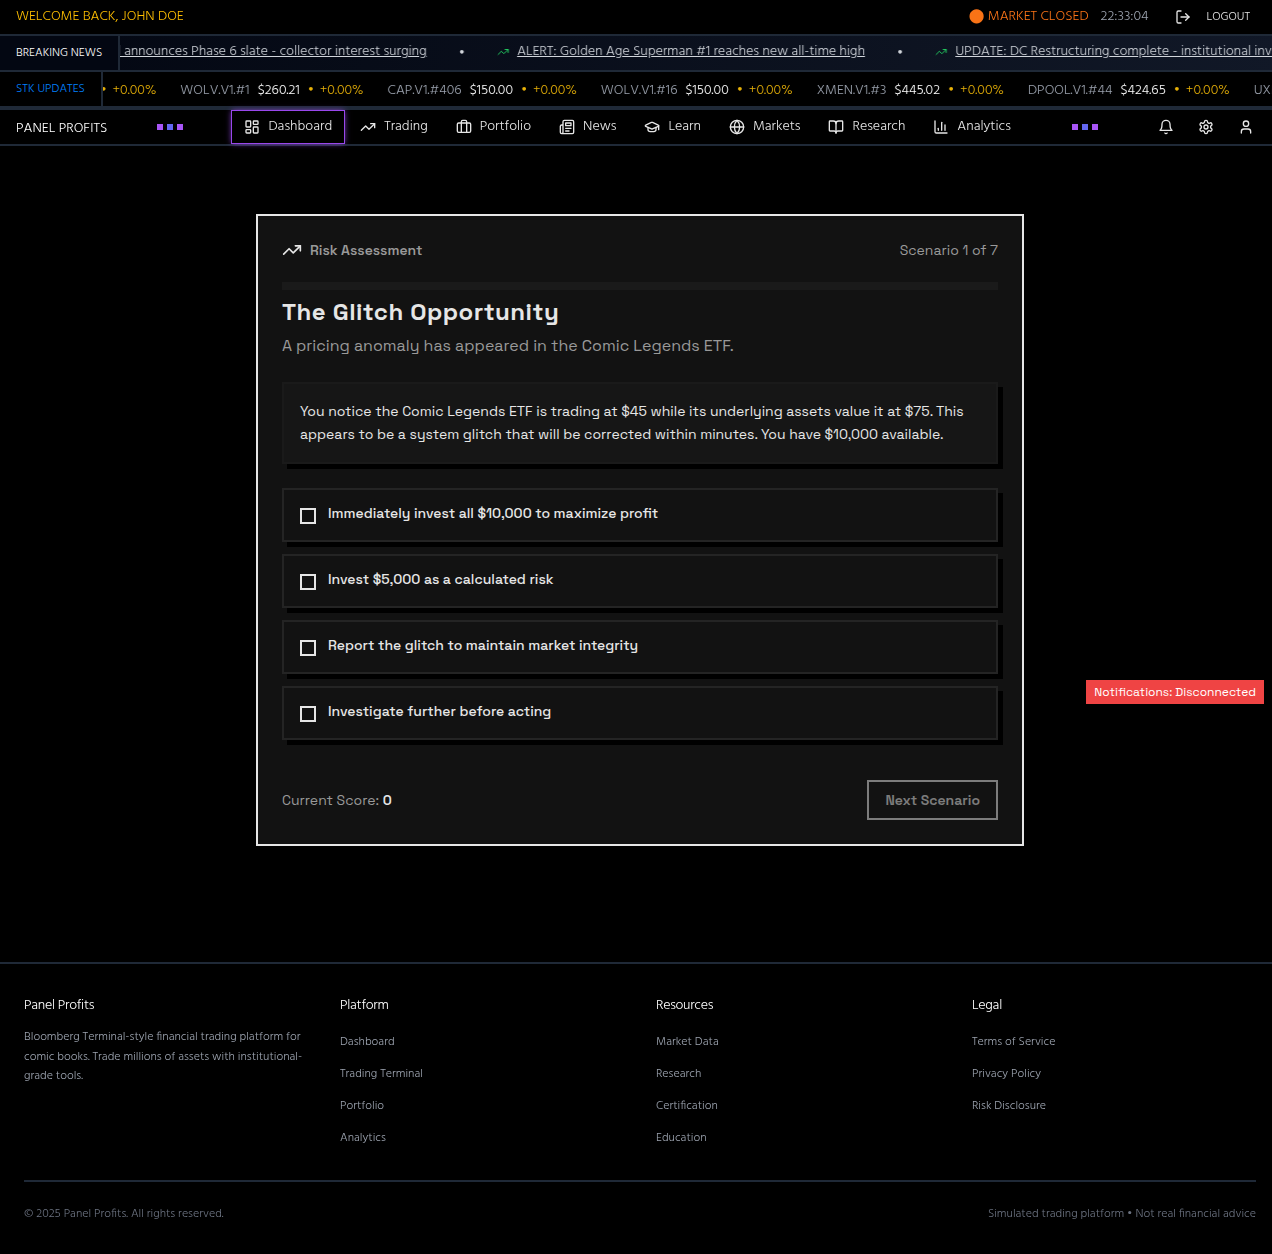 WELCOME BACK, JOHN DOE
MARKET CLOSED 22:33:04 LOGOUT
BREAKING NEWS announces Phase 6 slate - collector interest surging • ALERT: Golden Age Superman #1 reaches new all-time high • UPDATE: DC Restructuring complete - institutional inv
STK UPDATES • +0.00% WOLV.V1.#1 $260.21 • +0.00% CAP.V1.#406 $150.00 • +0.00% WOLV.V1.#16 $150.00 • +0.00% XMEN.V1.#3 $445.02 • +0.00% DPOOL.V1.#44 $424.65 • +0.00% UX
PANEL PROFITS Dashboard Trading Portfolio News Learn Markets Research Analytics
Risk Assessment Scenario 1 of 7
The Glitch Opportunity
A pricing anomaly has appeared in the Comic Legends ETF.
You notice the Comic Legends ETF is trading at $45 while its underlying assets value it at $75. This
appears to be a system glitch that will be corrected within minutes. You have $10,000 available.
Immediately invest all $10,000 to maximize profit
Invest $5,000 as a calculated risk
Report the glitch to maintain market integrity
Notifications: Disconnected
Investigate further before acting
Current Score: 0 Next Scenario
Panel Profits
Bloomberg Terminal-style financial trading platform for
comic books. Trade millions of assets with institutional-
grade tools.
Platform
Dashboard
Trading Terminal
Portfolio
Analytics
Resources
Market Data
Research
Certification
Education
Legal
Terms of Service
Privacy Policy
Risk Disclosure
© 2025 Panel Profits. All rights reserved. Simulated trading platform • Not real financial advice